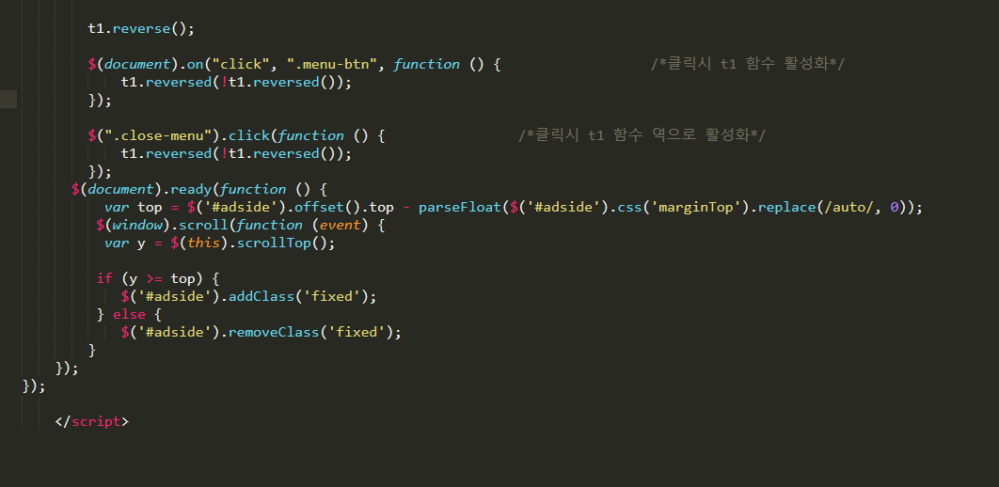 t1.reverse();
$(document).on("click", ".menu-btn", function () { /*클릭시 t1 함수 활성화*/
t1.reversed(!t1.reversed());
});
$(".close-menu").click(function () { /*클릭시 t1 함수 역으로 활성화*/
t1.reversed(!t1.reversed());
});
$(document).ready(function () {
var top = $('#adside').offset().top - parseFloat($('#adside').css('marginTop').replace(/auto/, 0));
$(window).scroll(function (event) {
var y = $(this).scrollTop();
if (y >= top) {
$('#adside').addClass('fixed');
} else {
$('#adside').removeClass('fixed');
}
});
});
</script>